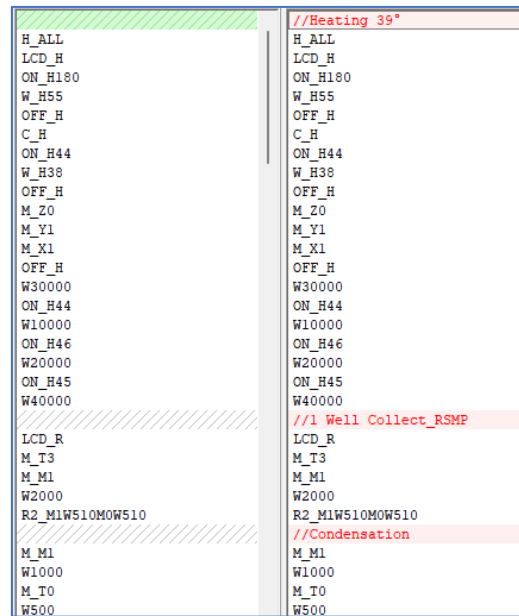 H_ALL
LCD_H
ON_H180
W_H55
OFF_H
C_H
ON_H44
W_H38
OFF_H
M_Z0
M_Y1
M_X1
OFF_H
W30000
ON_H44
W10000
ON_H46
W20000
ON_H45
W40000
LCD_R
M_T3
M_M1
W2000
R2_M1W510M0W510
M_M1
W1000
M_T0
W500
//Heating 39°
H_ALL
LCD_H
ON_H180
W_H55
OFF_H
C_H
ON_H44
W_H38
OFF_H
M_Z0
M_Y1
M_X1
OFF_H
W30000
ON_H44
W10000
ON_H46
W20000
ON_H45
W40000
//1 Well Collect_RSMP
LCD_R
M_T3
M_M1
W2000
R2_M1W510M0W510
//Condensation
M_M1
W1000
M_T0
W500